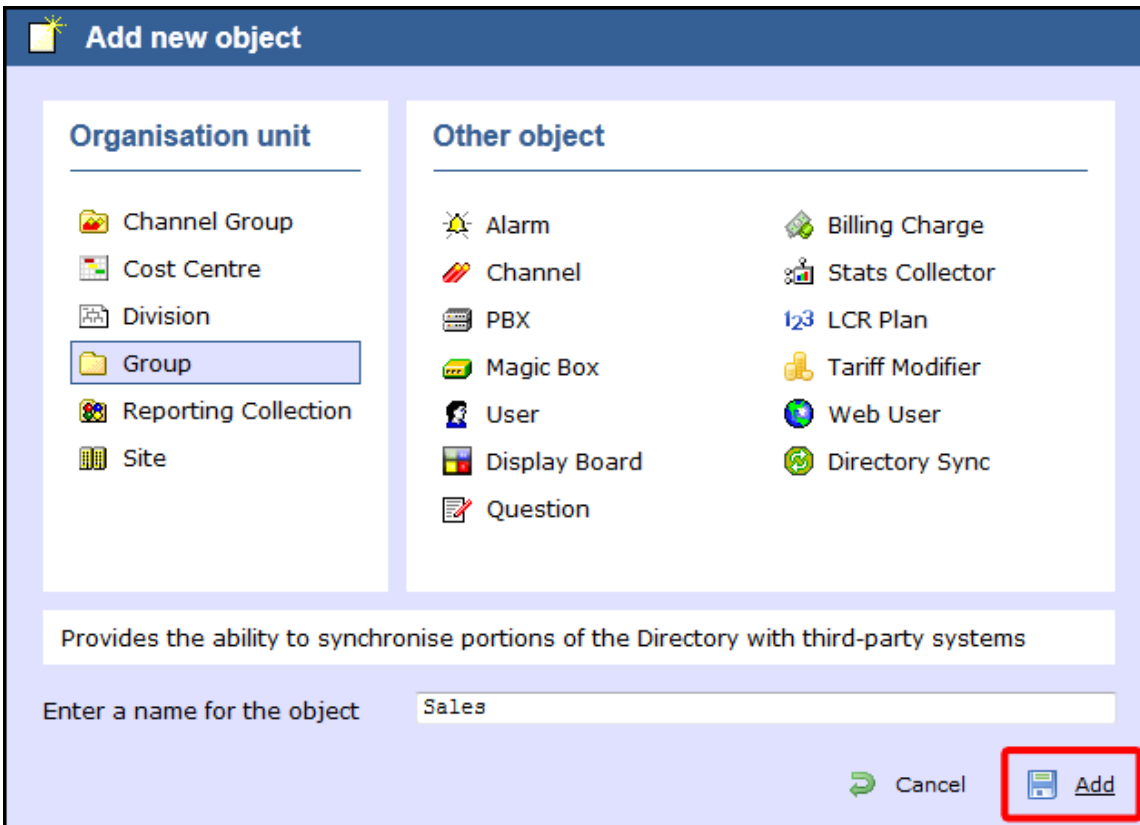 Add new object
Organisation unit
Channel Group
Cost Centre
Division
Group
Reporting Collection
Site
Other object
Alarm
Channel
PBX
Magic Box
User
Display Board
Question
Billing Charge
Stats Collector
123 LCR Plan
Tariff Modifier
Web User
Directory Sync
Provides the ability to synchronise portions of the Directory with third-party systems
Enter a name for the object
Sales
Cancel
Add